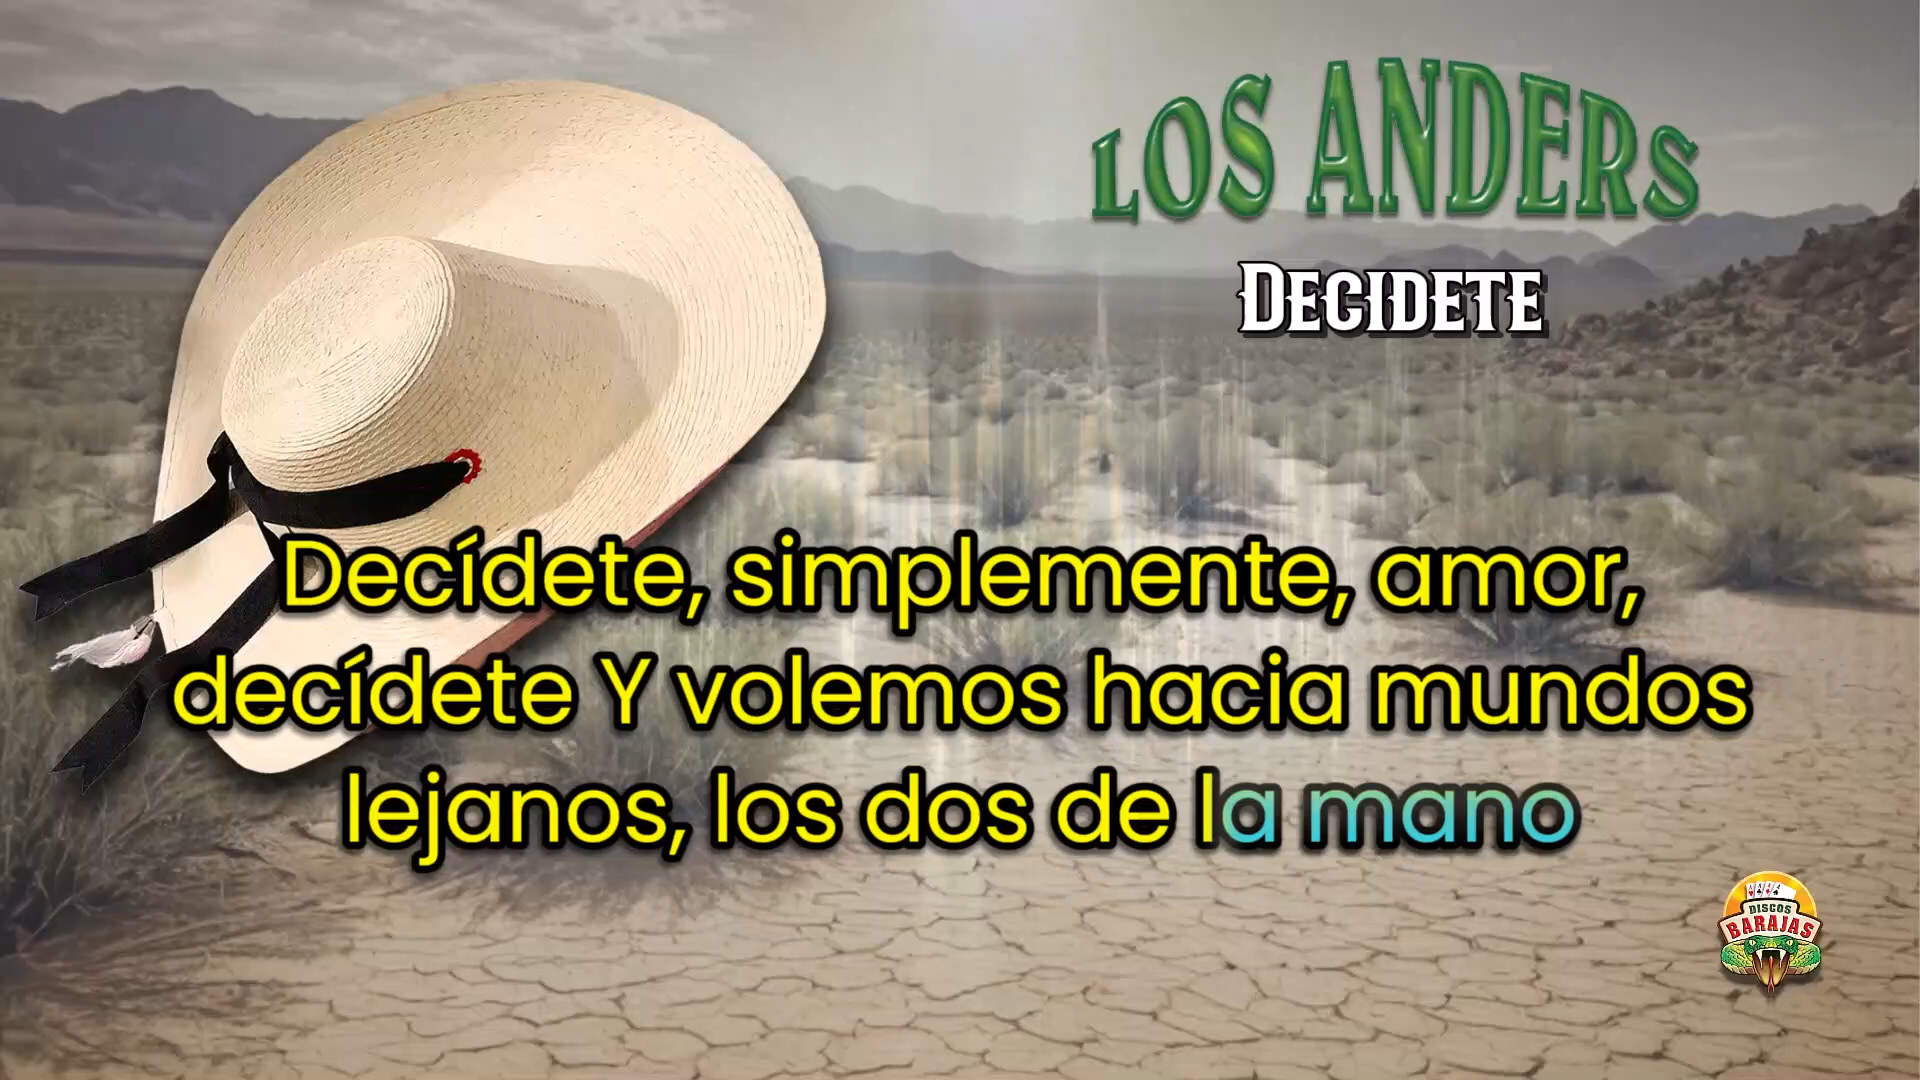 LOS ANDERS
DECIDETE
Decídete, simplemente, amor,
decídete Y volemos hacia mundos
lejanos, los dos de la mano
DISCOS
BARAJAS